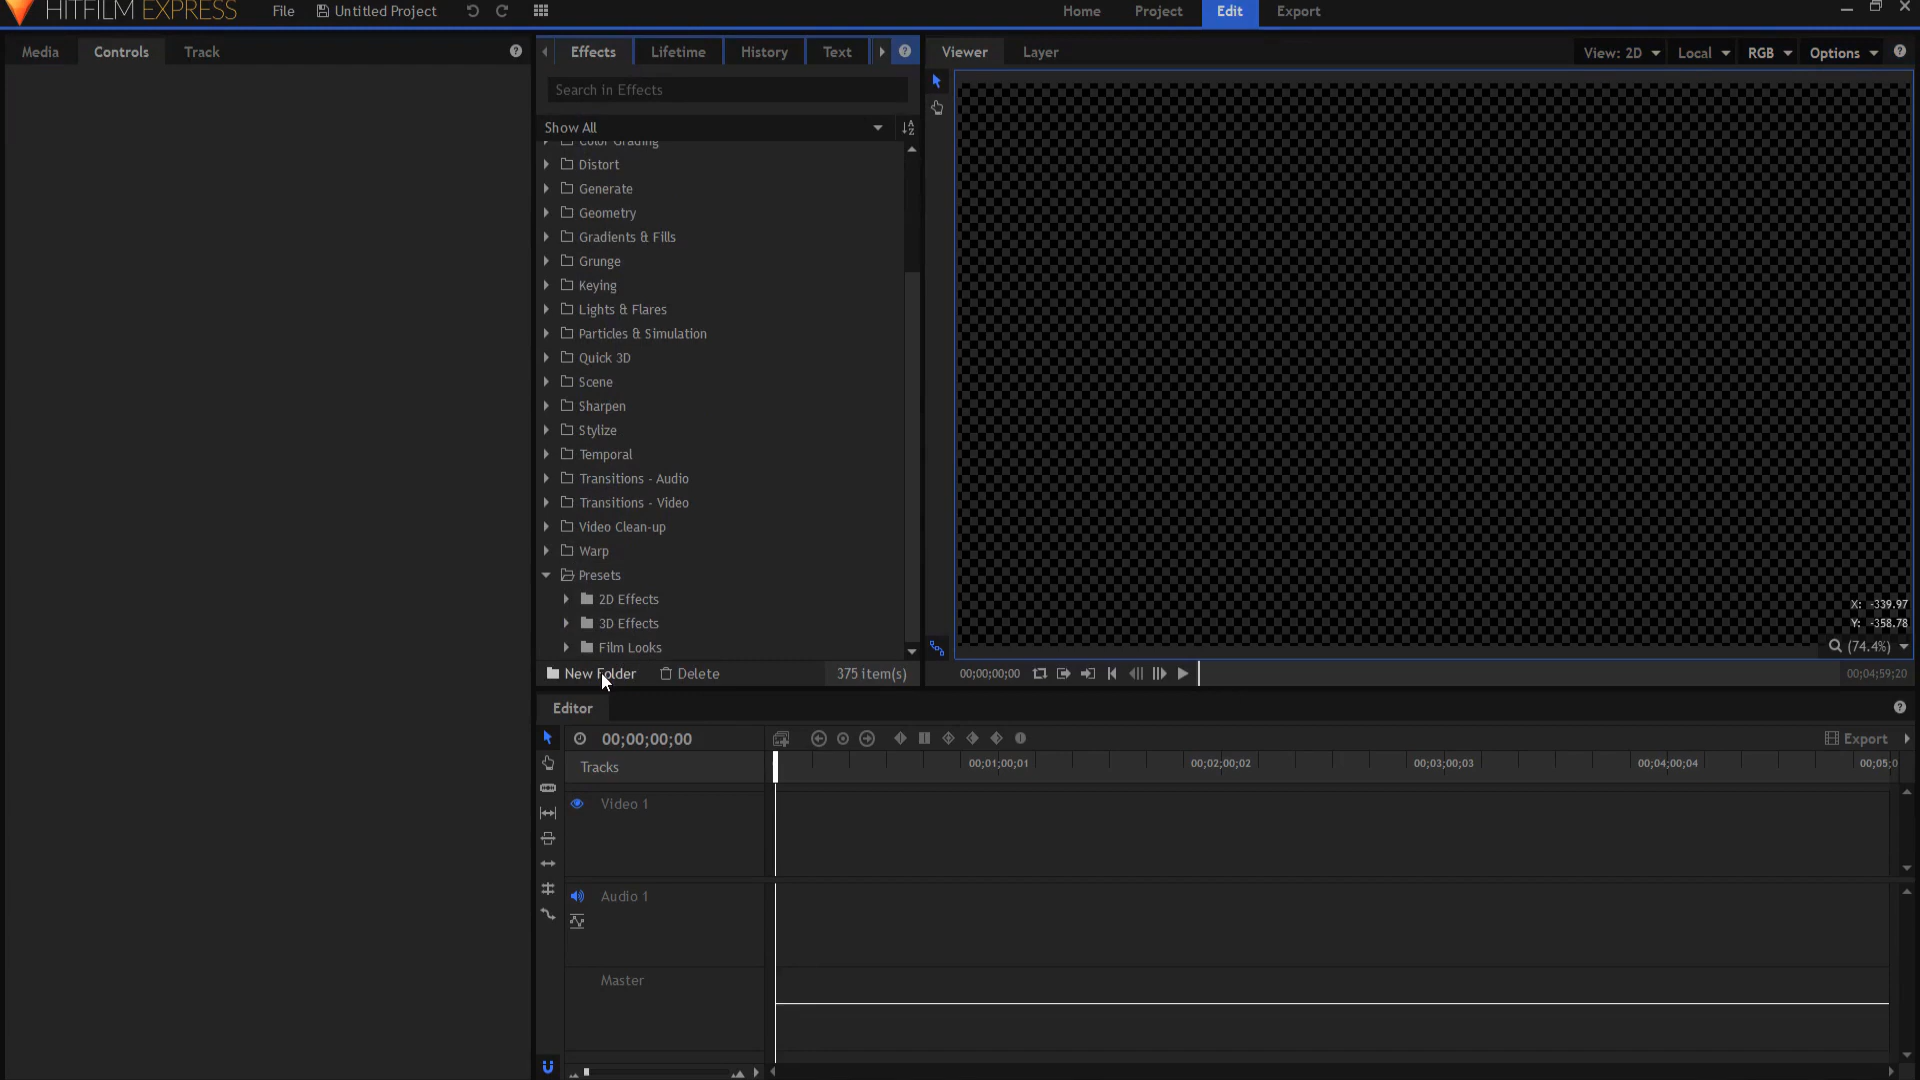 HITFILM EXPRESS
File
Untitled Project
Home
Project
Edit
Export
Media
Controls
Track
Effects
Lifetime
History
Text
Viewer
Layer
View: 2D
Local
RGB
Options
Search in Effects
Show All
Color Grading
Distort
Generate
Geometry
Gradients & Fills
Grunge
Keying
Lights & Flares
Particles & Simulation
Quick 3D
Scene
Sharpen
Stylize
Temporal
Transitions - Audio
Transitions - Video
Video Clean-up
Warp
Presets
2D Effects
3D Effects
Film Looks
New Folder
Delete
375 item(s)
X: -339.97
Y: -358.78
(74.4%)
00;00;00;00
00;04;59;20
Editor
00;00;00;00
Export
Tracks
00;01;00;01
00;02;00;02
00;03;00;03
00;04;00;04
00;05;0
Video 1
Audio 1
Master